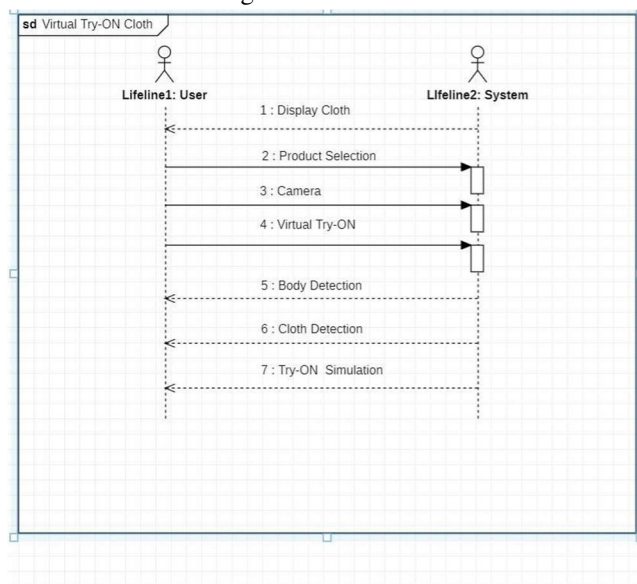 sd Virtual Try-ON Cloth
Lifeline1: User
LIfeline2: System
1 : Display Cloth
2 : Product Selection
3 : Camera
4 : Virtual Try-ON
5 : Body Detection
6 : Cloth Detection
7 : Try-ON Simulation